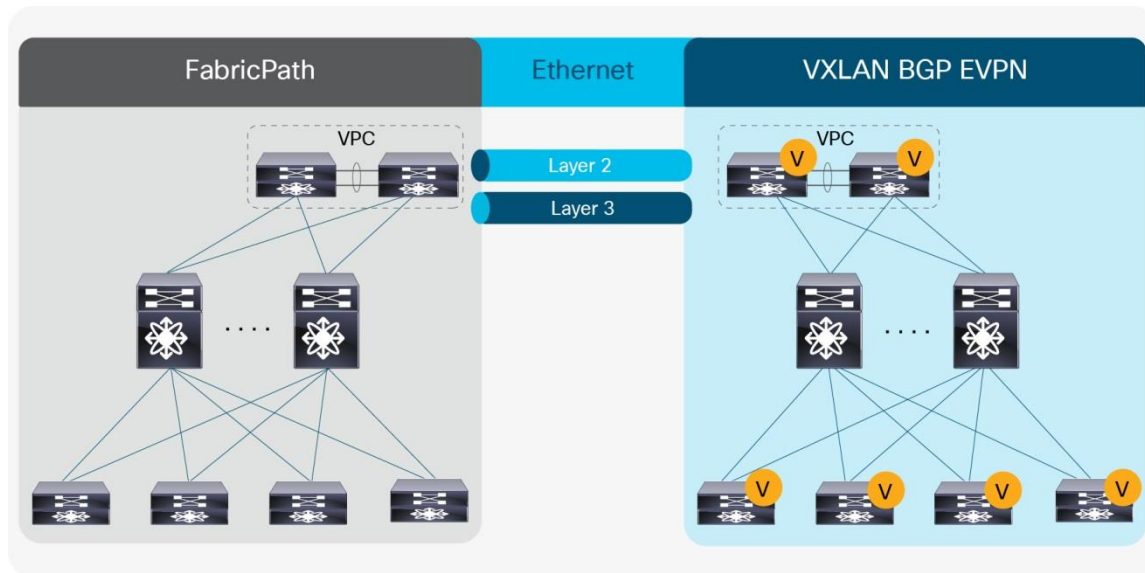 FabricPath
Ethernet
VXLAN BGP EVPN
VPC
VPC
V
V
Layer 2
Layer 3
. . . .
. . . .
V
V
V
V